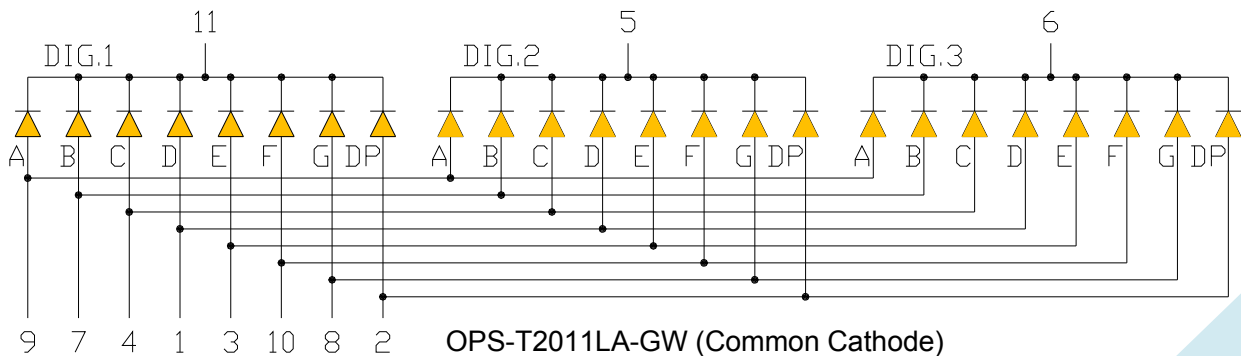 11 5 6
DIG.1 DIG.2 DIG.3
A B C D E F G DP A B C D E F G DP A B C D E F G DP
9 7 4 1 3 10 8 2 OPS-T2011LA-GW (Common Cathode)